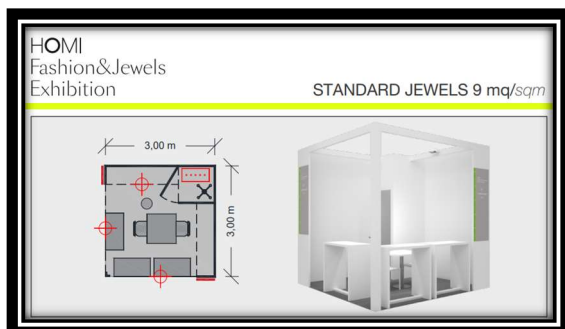 HOMI
Fashion&Jewels
Exhibition
STANDARD JEWELS 9 mq/sqm
3,00 m
3,00 m